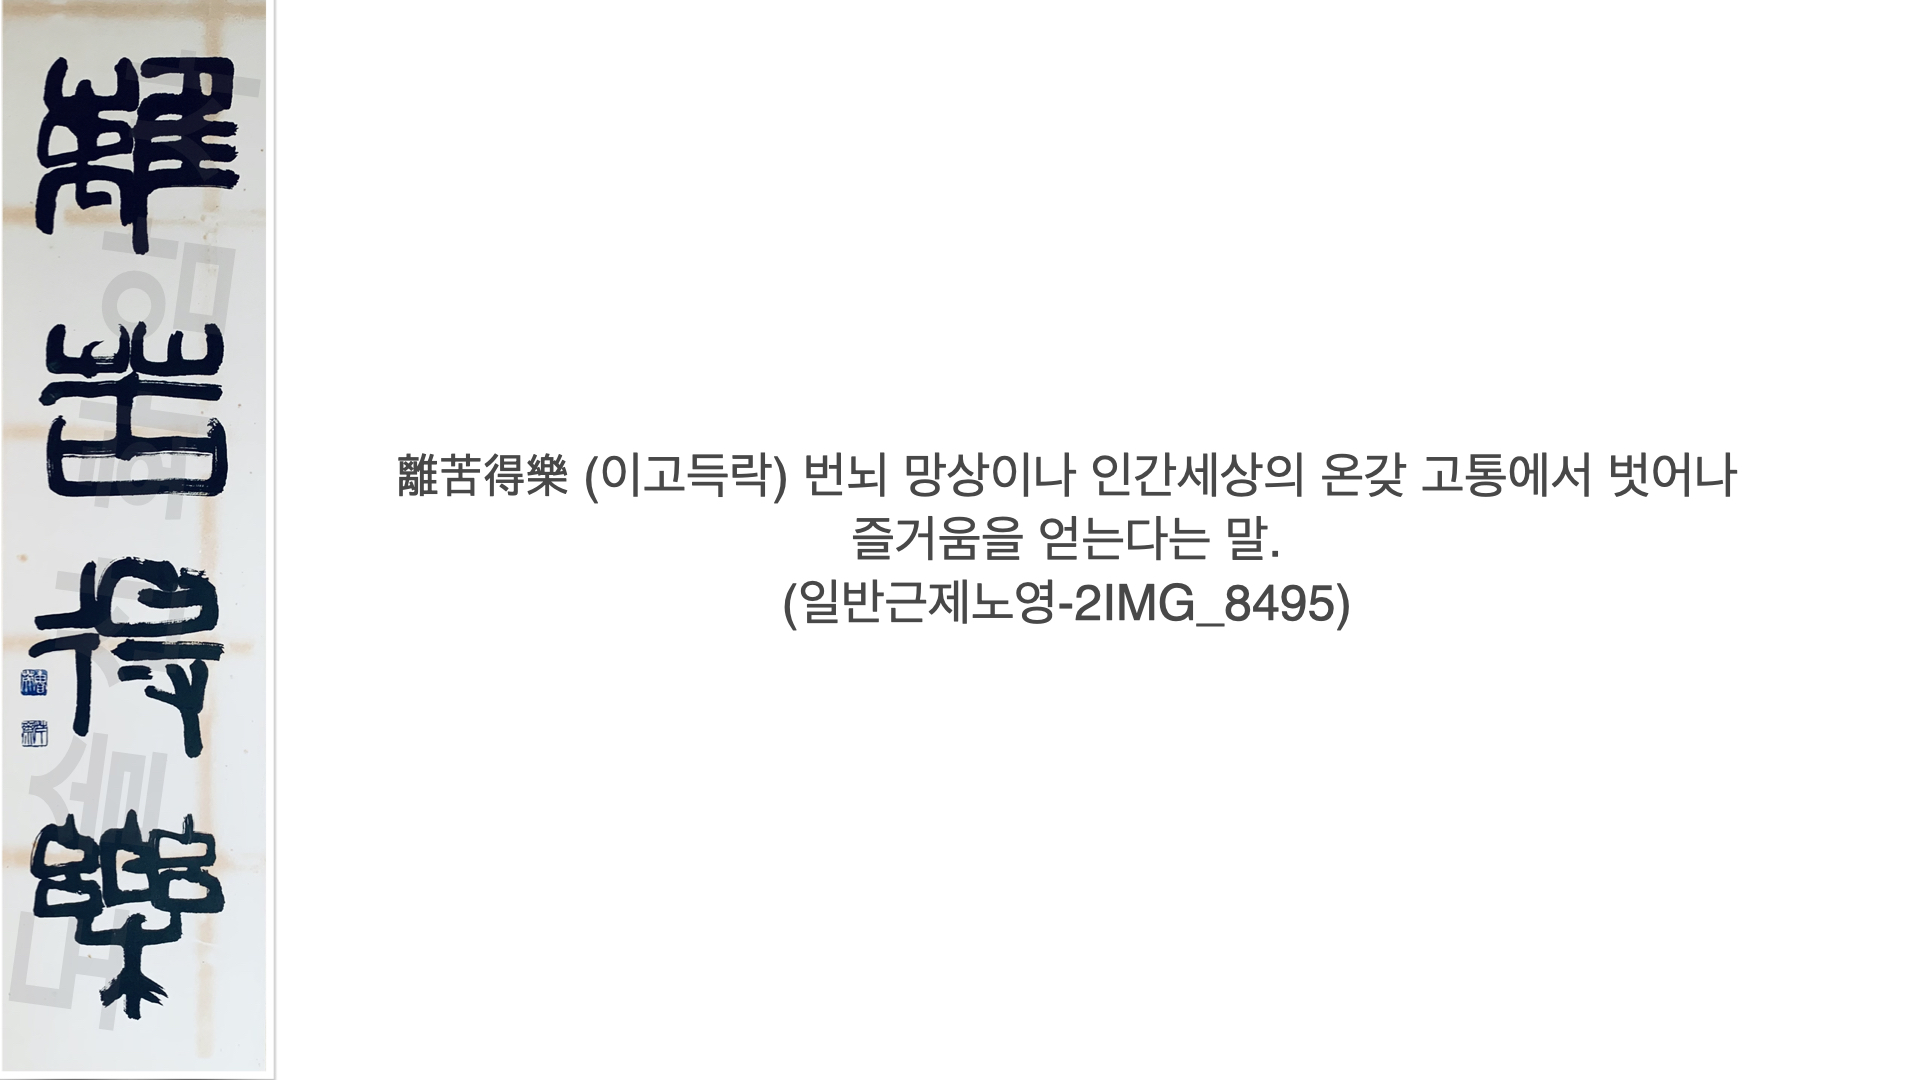 離
苦
得
樂
離苦得樂 (이고득락) 번뇌 망상이나 인간세상의 온갖 고통에서 벗어나
즐거움을 얻는다는 말.
(일반근제노영-2IMG_8495)